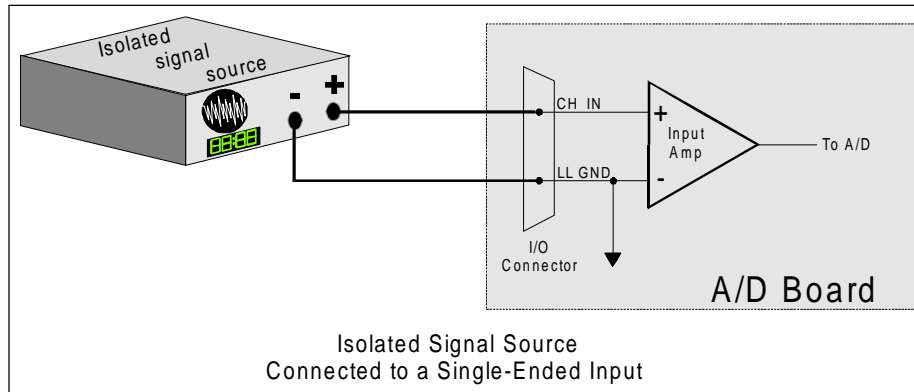 Isolated
signal
source
- +
88:88
CH IN
+
Input
Amp
To A/D
LL GND
-
I/O
Connector
A/D Board
Isolated Signal Source
Connected to a Single-Ended Input